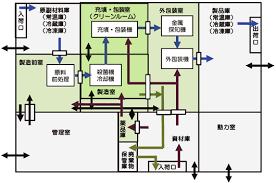 入荷口
原副材料庫
（常温庫）
（冷蔵庫）
（冷凍庫）
充填・包装室
（クリーンルーム）
充填・包装機
外包装室
金属
探知機
製品庫
（常温庫）
（冷蔵庫）
（冷凍庫）
出荷口
製造前室
原料
前処理
殺菌機
冷却機
外包装機
製造室
薬品庫
管理室
資材庫
動力室
廃棄物
保管庫
入荷口